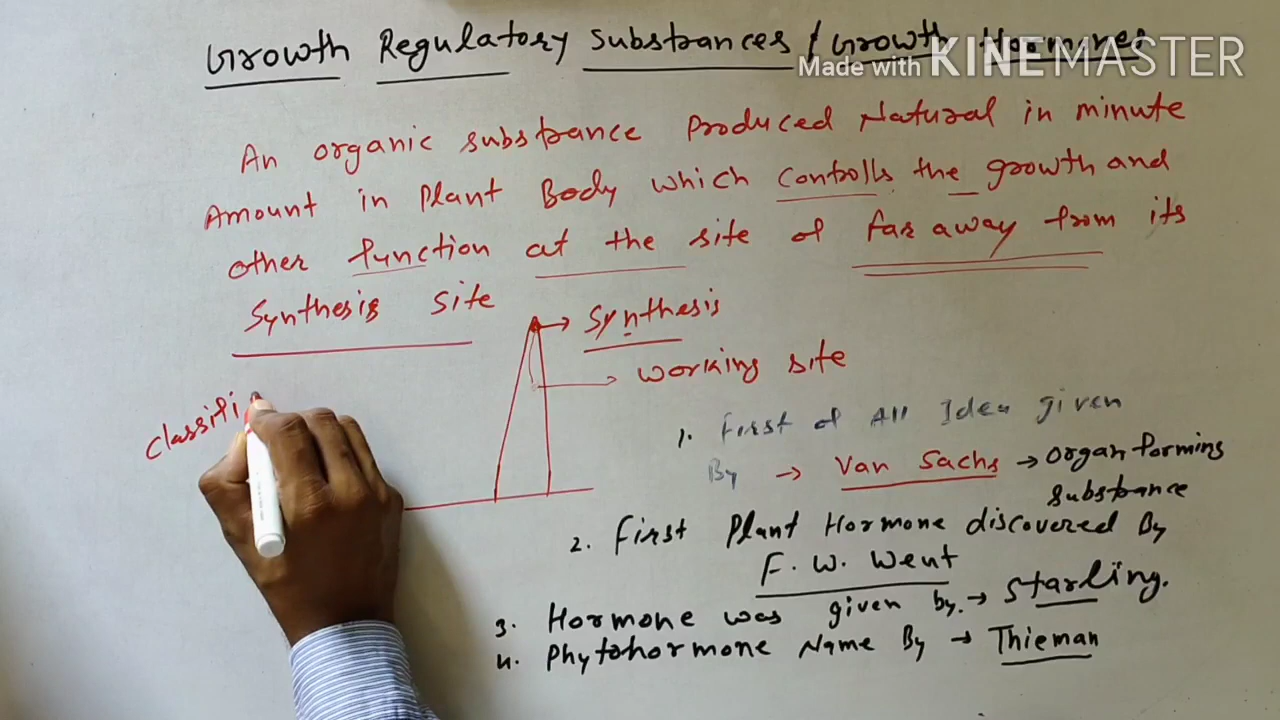 Growth Regulatory Substances / Growth Hormones
Made with KINEMASTER
An organic substance produced Natural in minute
Amount in plant Body which controlls the growth and
other function at the site of far away from its
Synthesis site
Synthesis
working site
Classifi
1. First of All Idea given
By → Van Sachs → organ forming
substance
2. First Plant Hormone discovered By
F. W. Went
3. Hormone was given by. → Starling.
4. Phytohormone Name By → Thieman